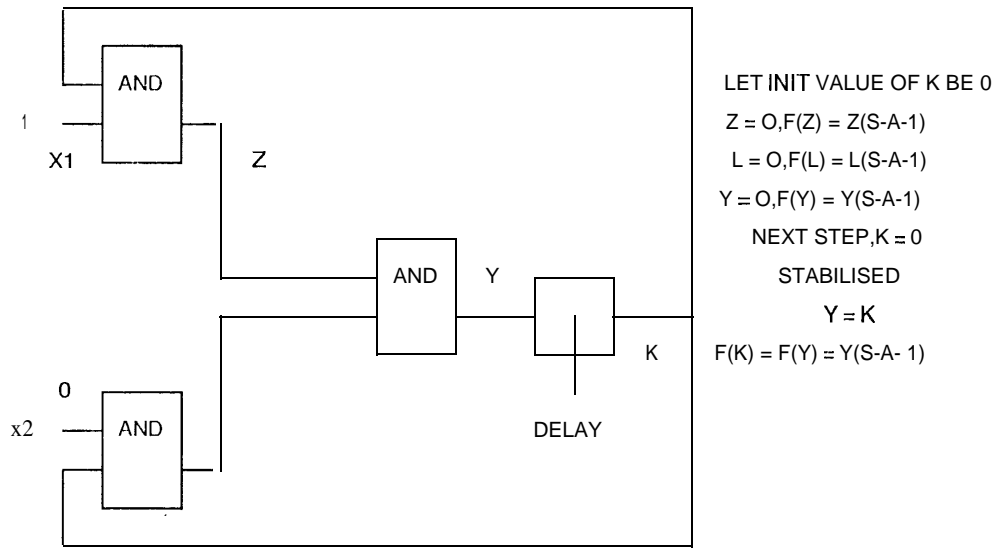 AND
1
X1
Z
AND
Y
K
DELAY
0
x2
AND
LET INIT VALUE OF K BE 0
Z = O,F(Z) = Z(S-A-1)
L = O,F(L) = L(S-A-1)
Y = O,F(Y) = Y(S-A-1)
NEXT STEP,K = 0
STABILISED
Y = K
F(K) = F(Y) = Y(S-A- 1)